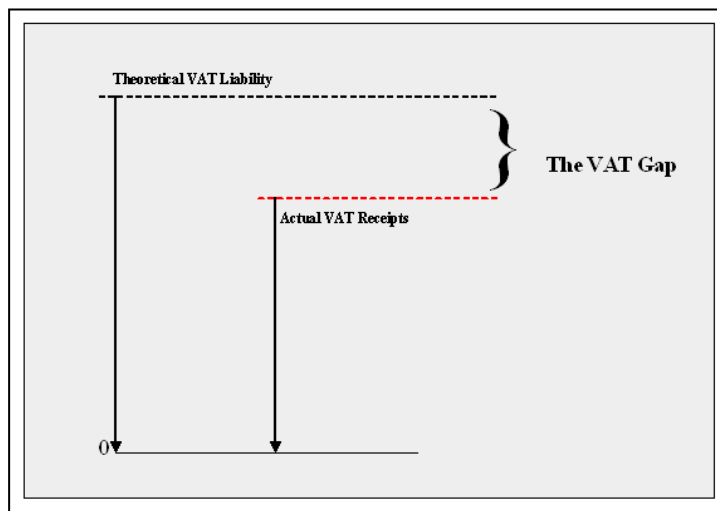 Theoretical VAT Liability
The VAT Gap
Actual VAT Receipts
0